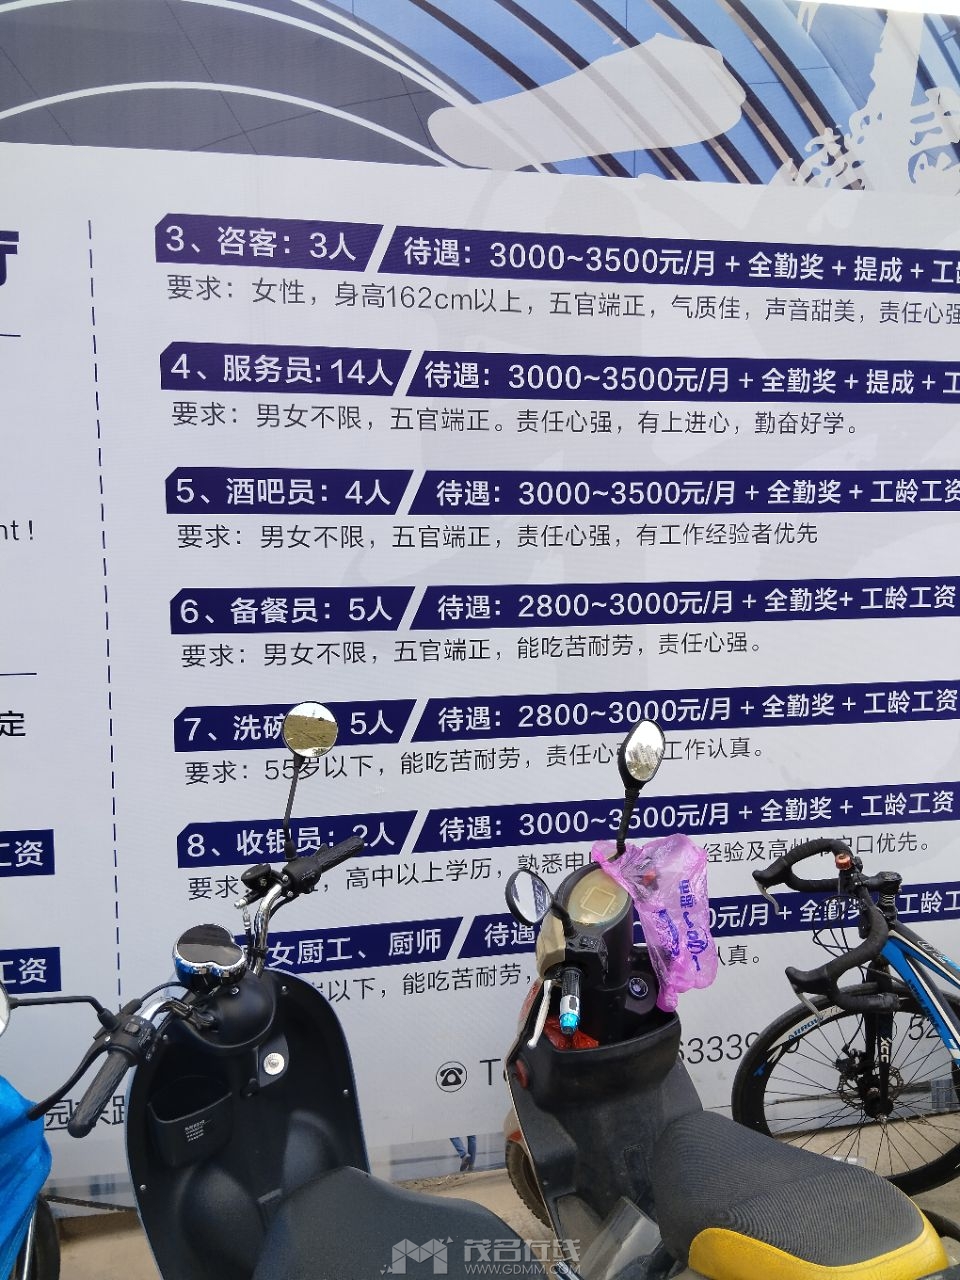 3、咨客：3人 待遇：3000~3500元/月 + 全勤奖 + 提成 + 工
要求：女性，身高162cm以上，五官端正，气质佳，声音甜美，责任心强
4、服务员: 14人 待遇：3000~3500元/月 + 全勤奖 + 提成 + 工
要求：男女不限，五官端正。责任心强，有上进心，勤奋好学。
5、酒吧员：4人 待遇：3000~3500元/月 + 全勤奖 + 工龄工资
要求：男女不限，五官端正，责任心强，有工作经验者优先
nt！
6、备餐员：5人 待遇：2800~3000元/月 + 全勤奖+ 工龄工资
要求：男女不限，五官端正，能吃苦耐劳，责任心强。
定
7、洗碗 5人 待遇：2800~3000元/月 + 全勤奖 + 工龄工资
要求：55岁以下，能吃苦耐劳，责任心 工作认真。
工资
8、收银员：2人 待遇：3000~3500元/月 + 全勤奖 + 工龄工资
要求 高中以上学历，熟悉电 经验及高州 户口优先。
工资
女厨工、厨师 待遇 元/月 + 全勤奖 工龄工
以下，能吃苦耐劳， 认真。
6333
52
茂名在线
WWW.GDMM.COM